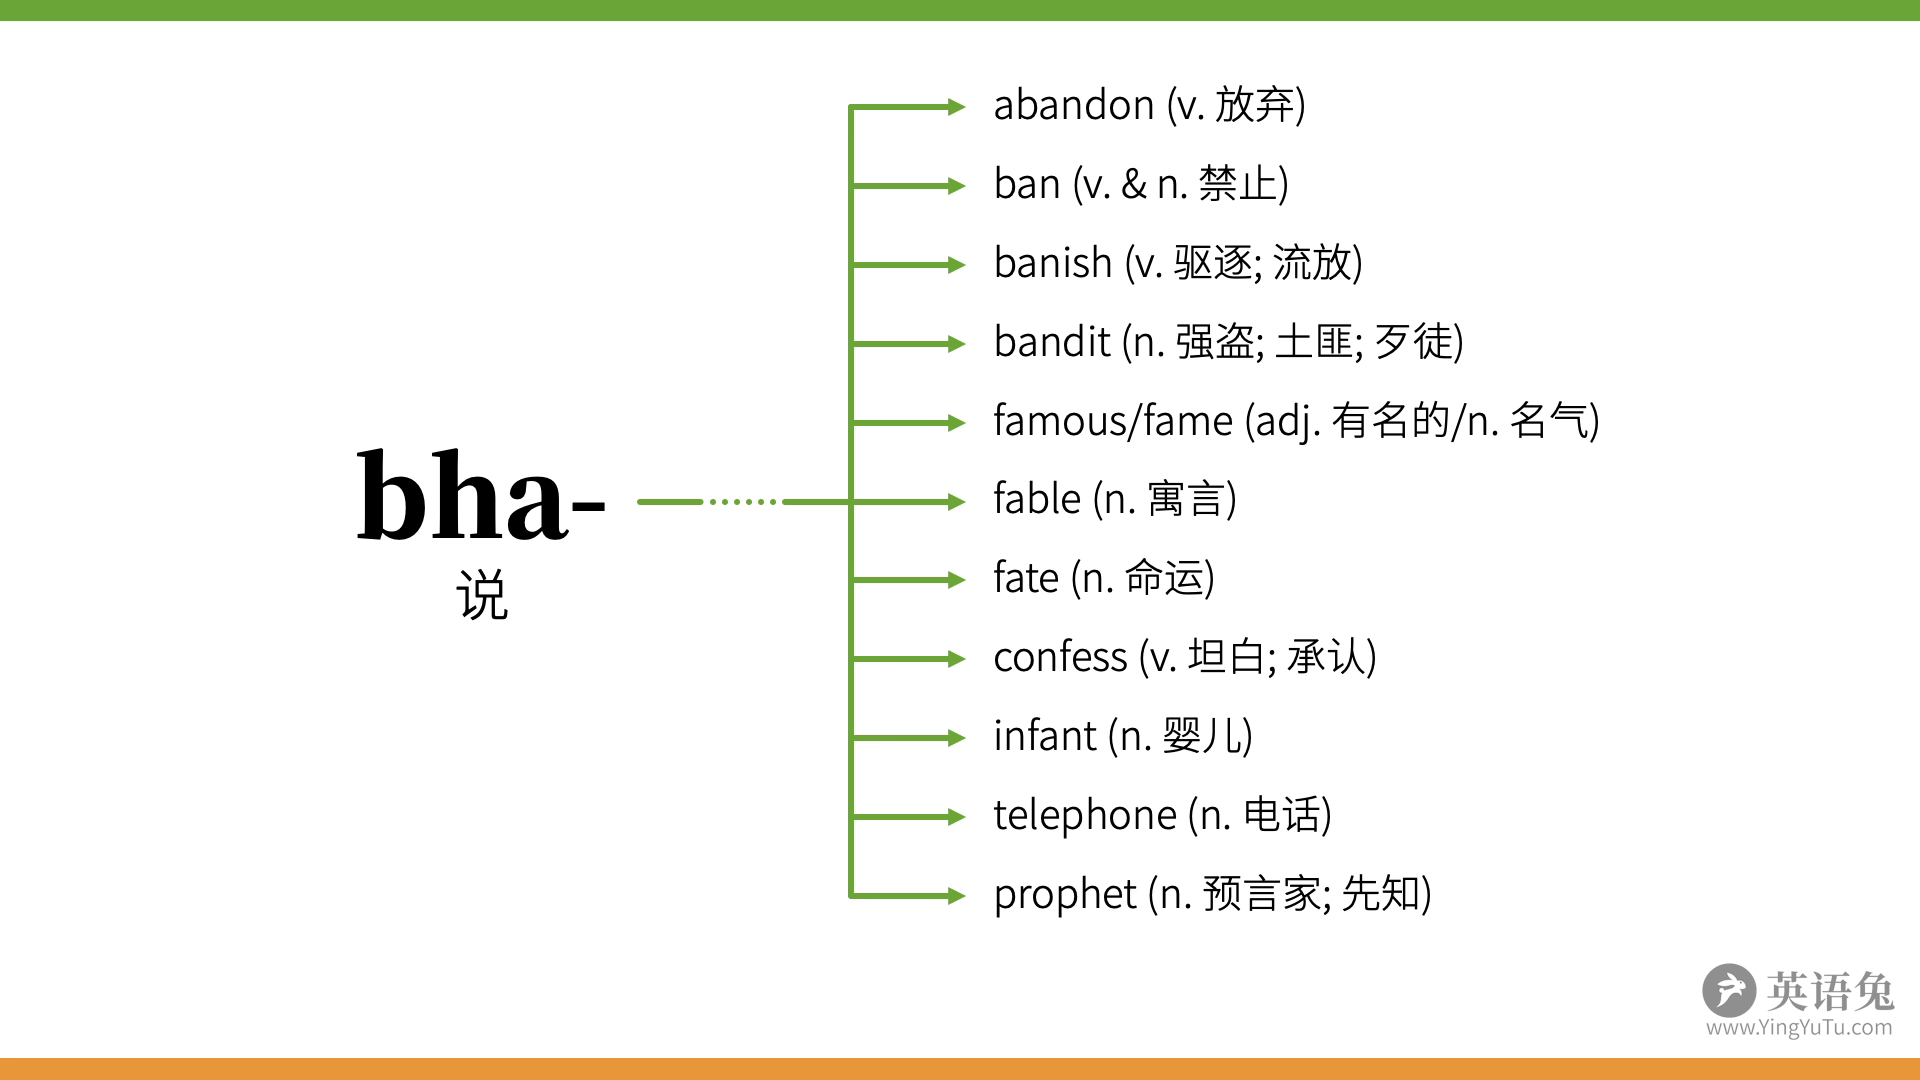 bha-
说
abandon (v. 放弃)
ban (v. & n. 禁止)
banish (v. 驱逐; 流放)
bandit (n. 强盗; 土匪; 歹徒)
famous/fame (adj. 有名的/n. 名气)
fable (n. 寓言)
fate (n. 命运)
confess (v. 坦白; 承认)
infant (n. 婴儿)
telephone (n. 电话)
prophet (n. 预言家; 先知)
英语兔
www.YingYuTu.com